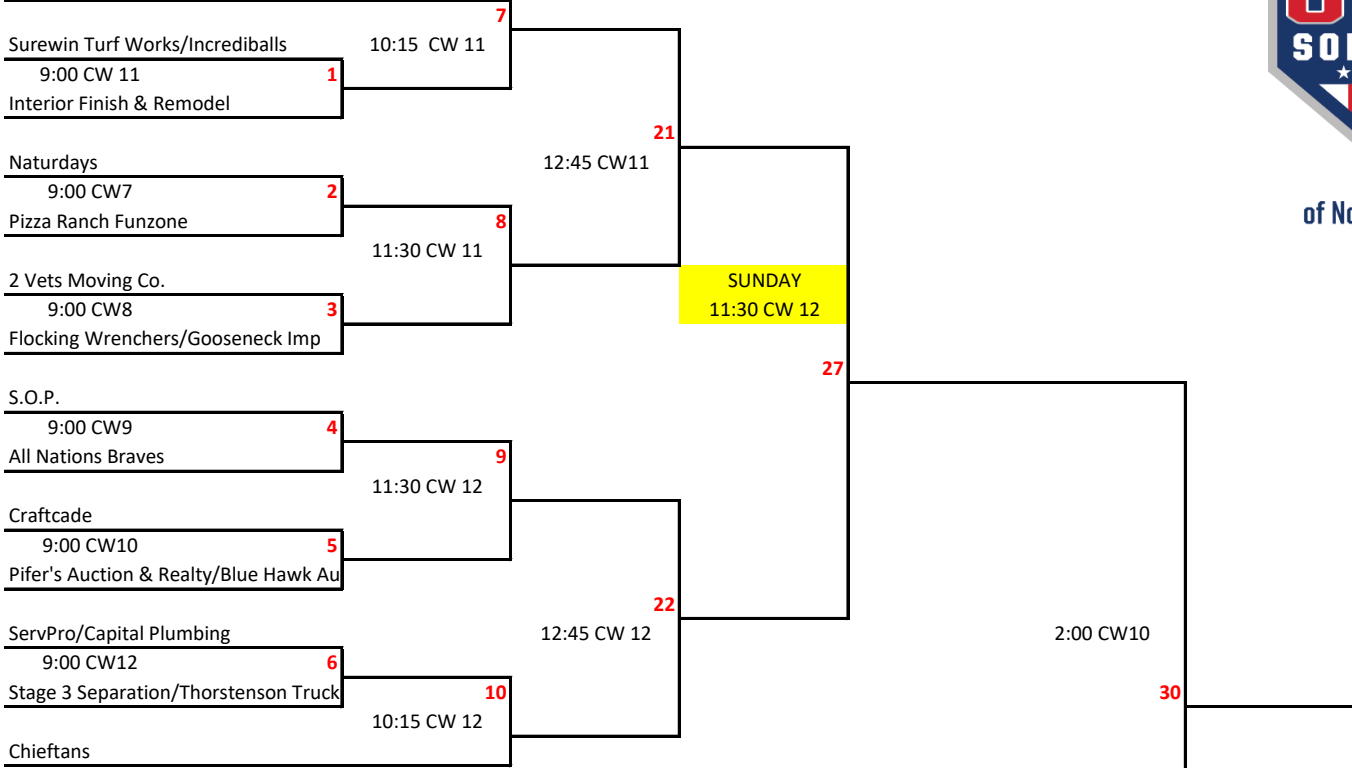 7
Surewin Turf Works/Incrediballs
10:15 CW 11
9:00 CW 11
1
Interior Finish & Remodel
21
Naturdays
12:45 CW11
9:00 CW7
2
Pizza Ranch Funzone
8
11:30 CW 11
2 Vets Moving Co.
SUNDAY
9:00 CW8
3
11:30 CW 12
Flocking Wrenchers/Gooseneck Imp
27
S.O.P.
9:00 CW9
4
All Nations Braves
9
11:30 CW 12
Craftcade
9:00 CW10
5
Pifer's Auction & Realty/Blue Hawk Au
22
ServPro/Capital Plumbing
12:45 CW 12
2:00 CW10
9:00 CW12
6
Stage 3 Separation/Thorstenson Truck
10
30
10:15 CW 12
Chieftans
of